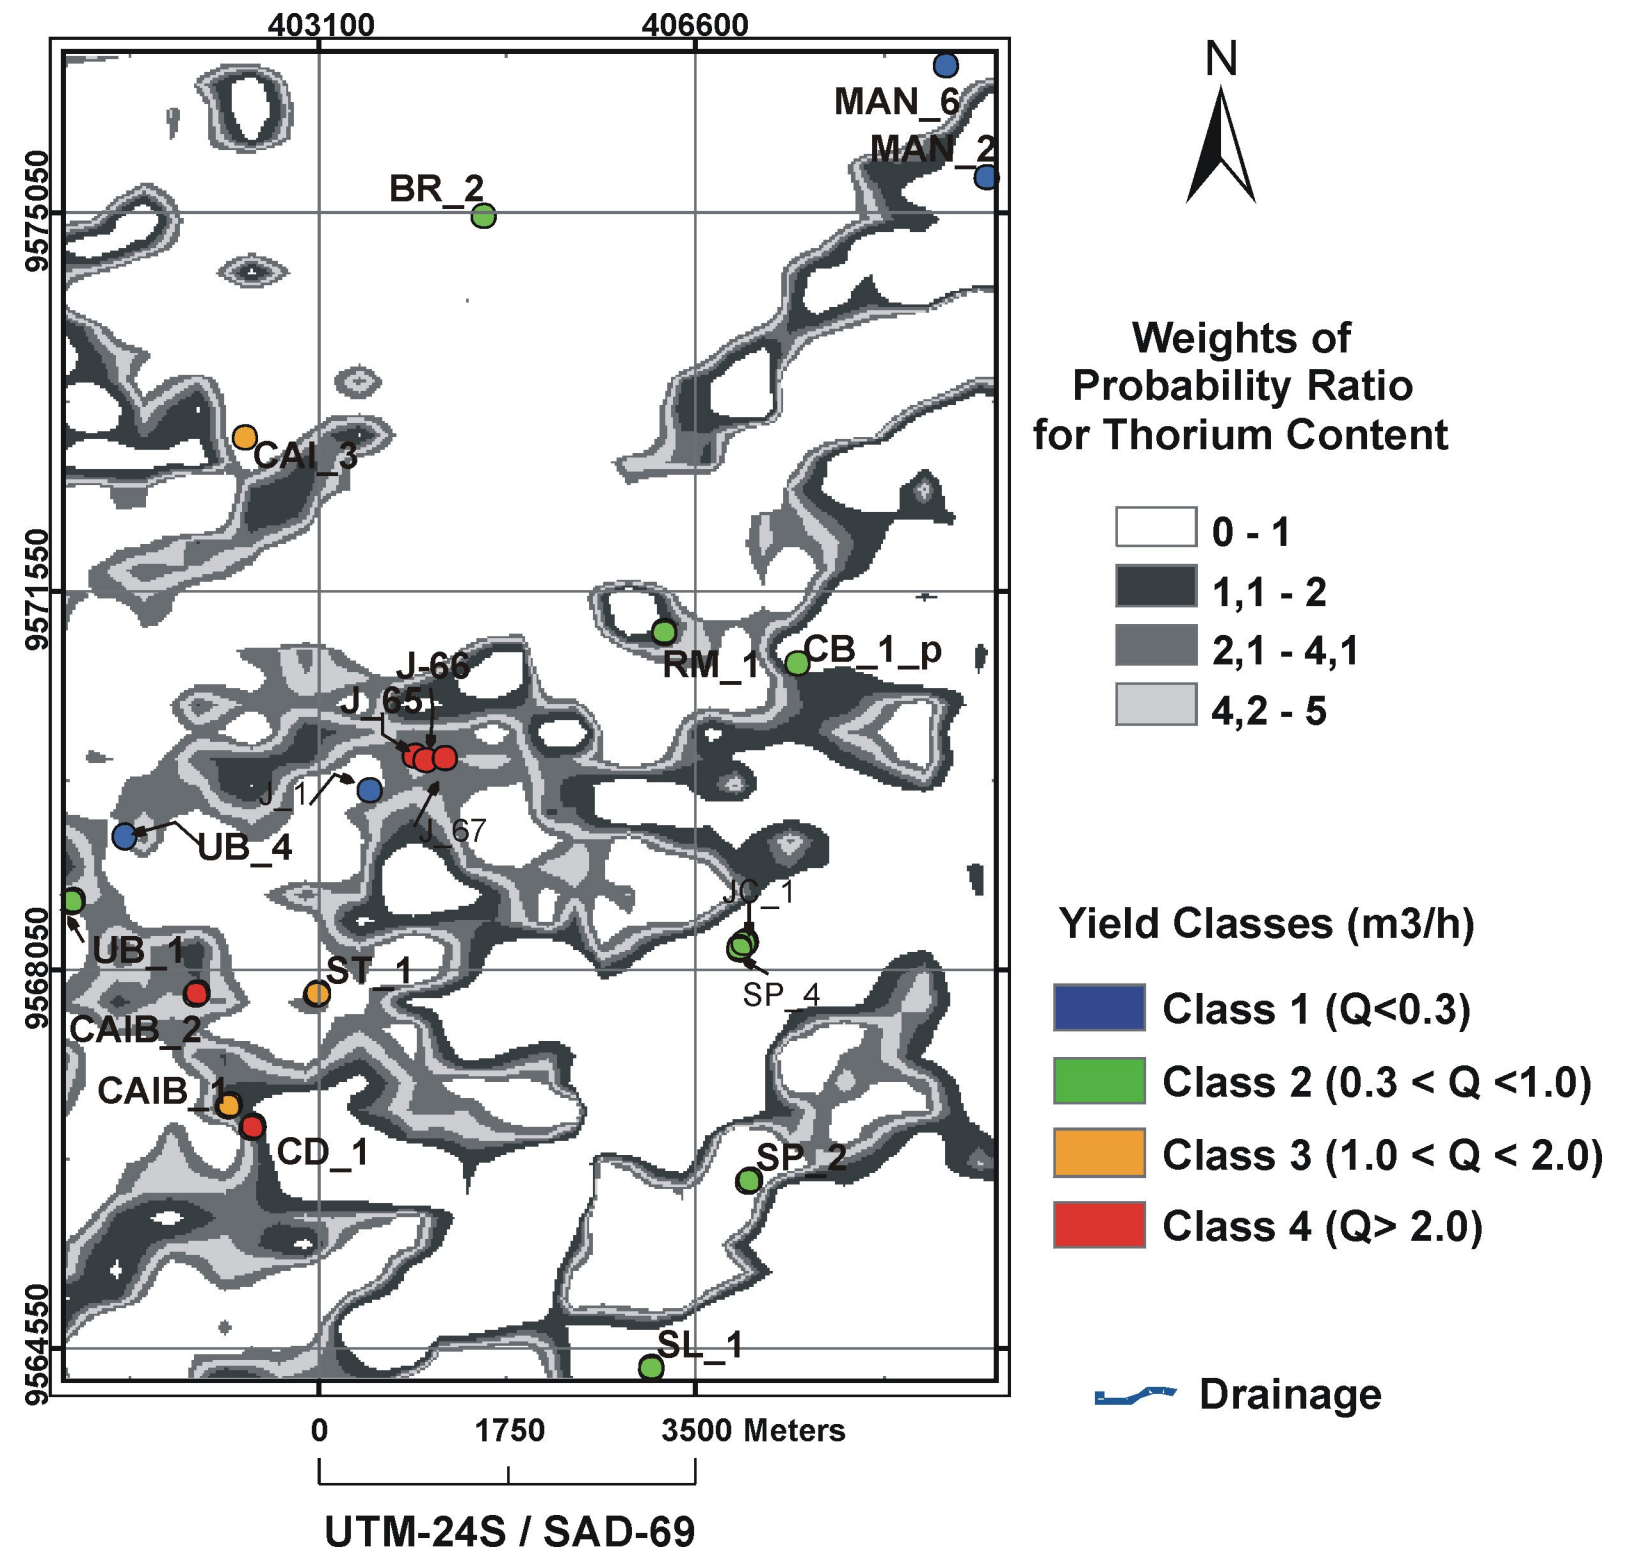 403100
406600
N
MAN_6
MAN_2
BR_2
9575050
Weights of
Probability Ratio
for Thorium Content
CAI_3
0 - 1
9571550
1,1 - 2
2,1 - 4,1
4,2 - 5
CB_1_p
RM_1
J-66
J_65
J_1
J_67
UB_4
JC_1
UB_1
9568050
ST_1
SP_4
CAIB_2
CAIB_1
CD_1
SP_2
Yield Classes (m3/h)
Class 1 (Q<0.3)
Class 2 (0.3 < Q <1.0)
Class 3 (1.0 < Q < 2.0)
Class 4 (Q> 2.0)
9564550
SL_1
Drainage
0
1750
3500 Meters
UTM-24S / SAD-69